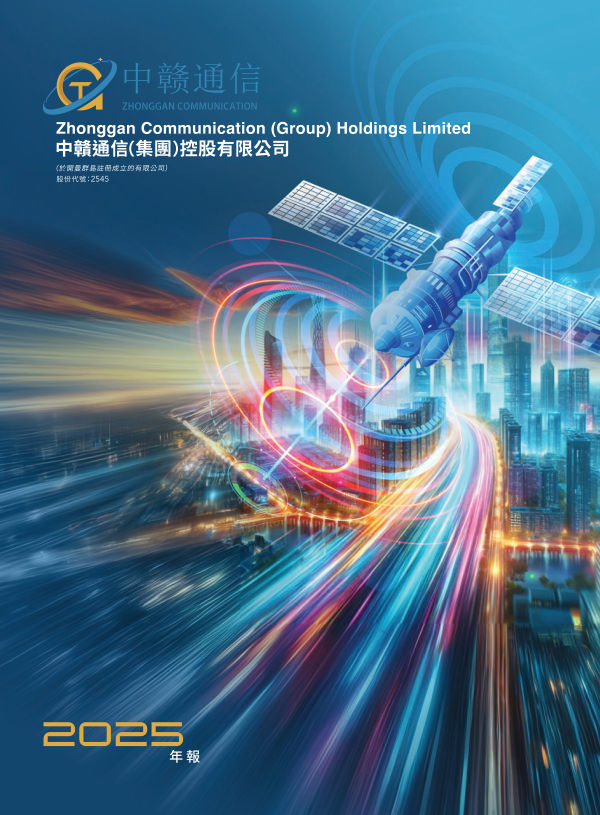 中赣通信
ZHONGGAN COMMUNICATION
Zhonggan Communication (Group) Holdings Limited
中贛通信(集團)控股有限公司
(於開曼群島註冊成立的有限公司)
股份代號：2545
2025
年報